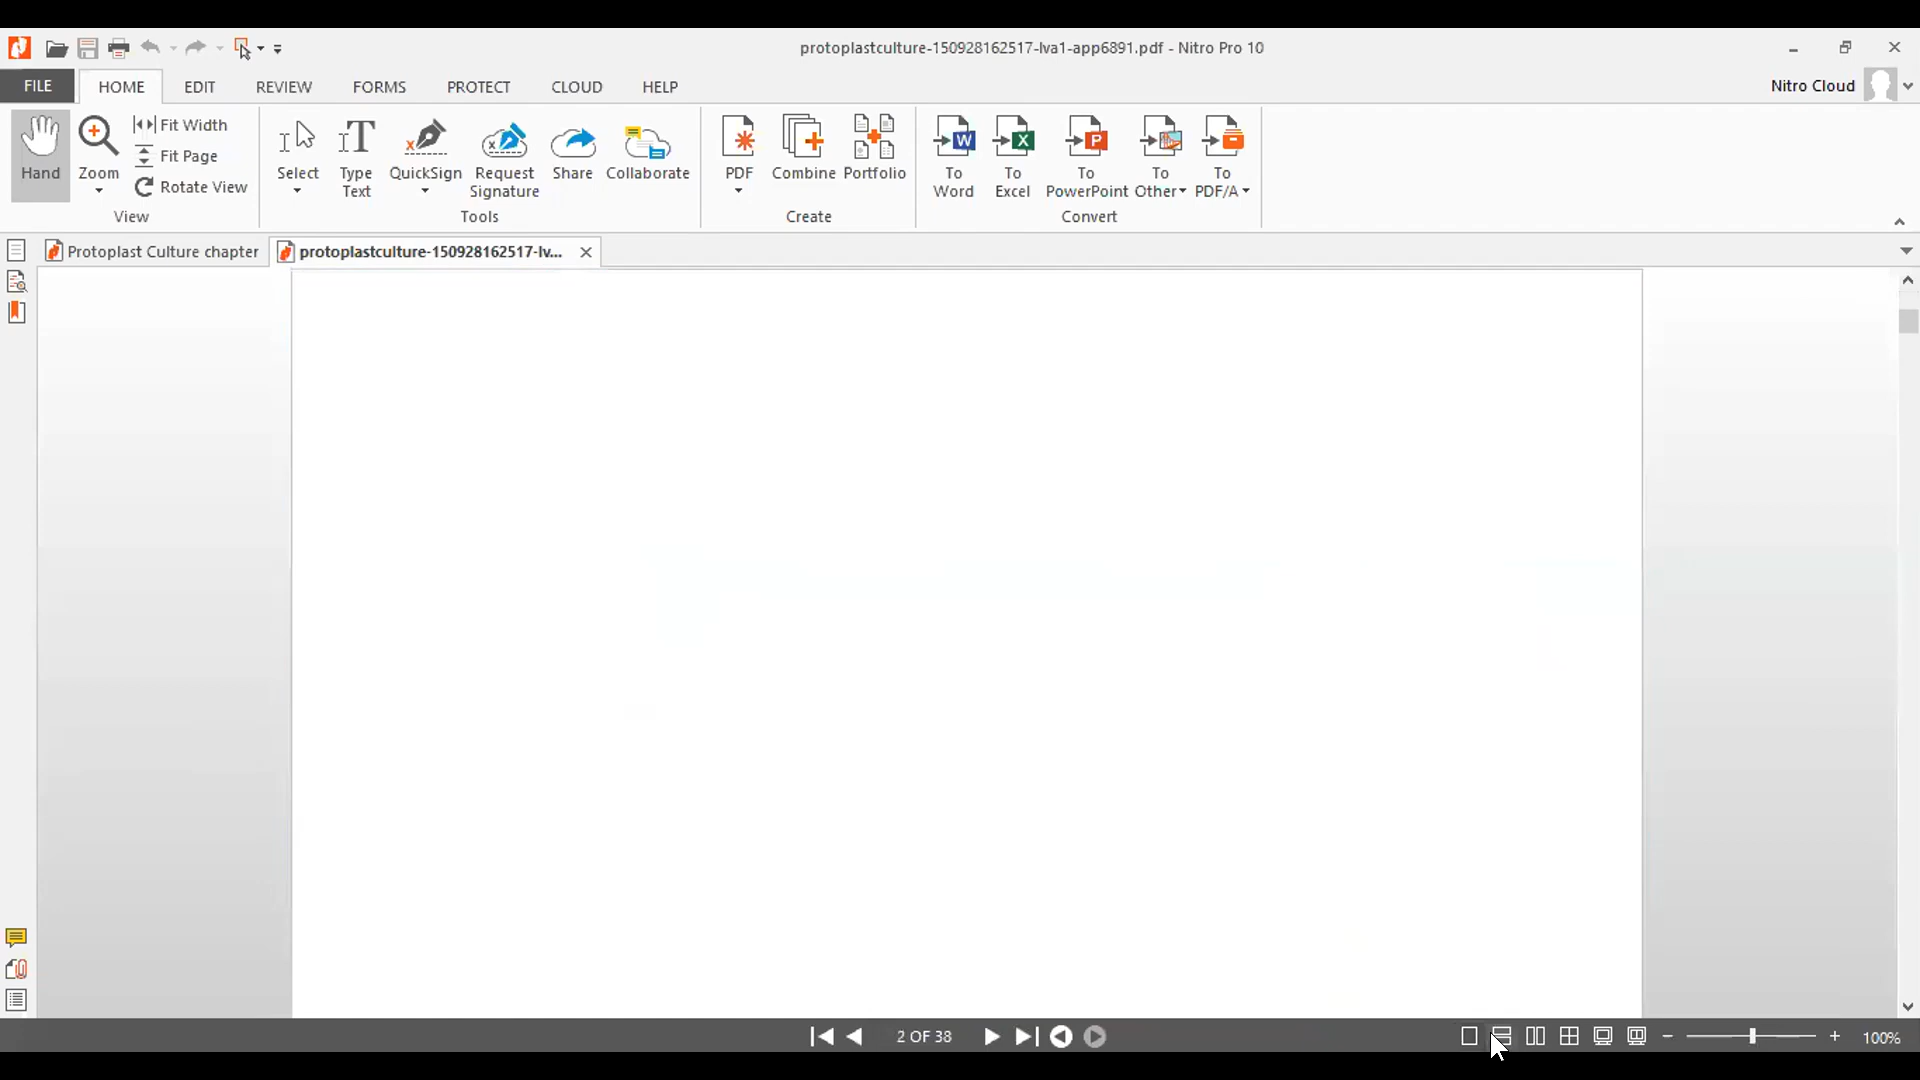 protoplastculture-150928162517-lva1-app6891.pdf - Nitro Pro 10
FILE HOME EDIT REVIEW FORMS PROTECT CLOUD HELP Nitro Cloud
Hand
Zoom
Fit Width
Fit Page
Rotate View
View
Select
Type
Text
QuickSign
Request
Signature
Share
Collaborate
Tools
PDF
Combine
Portfolio
Create
To
Word
To
Excel
To
PowerPoint
To
Other
To
PDF/A
Convert
Protoplast Culture chapter
protoplastculture-150928162517-lv...
2 OF 38
100%